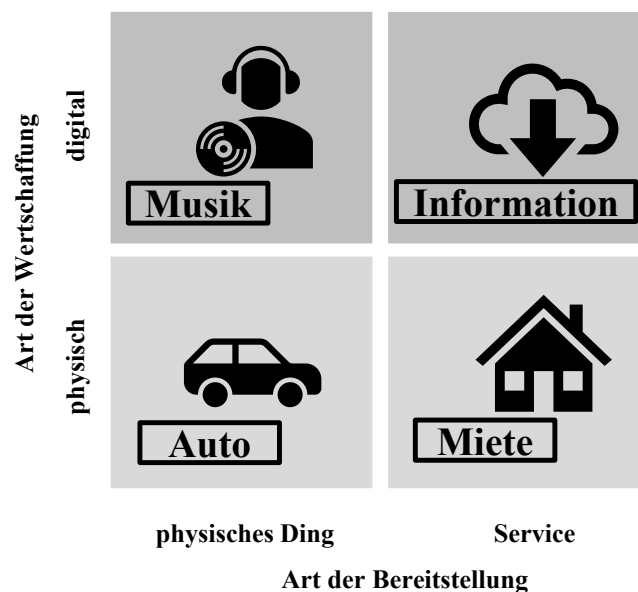 Art der Wertschaffung
digital
Musik
Information
physisch
Auto
Miete
physisches Ding
Service
Art der Bereitstellung